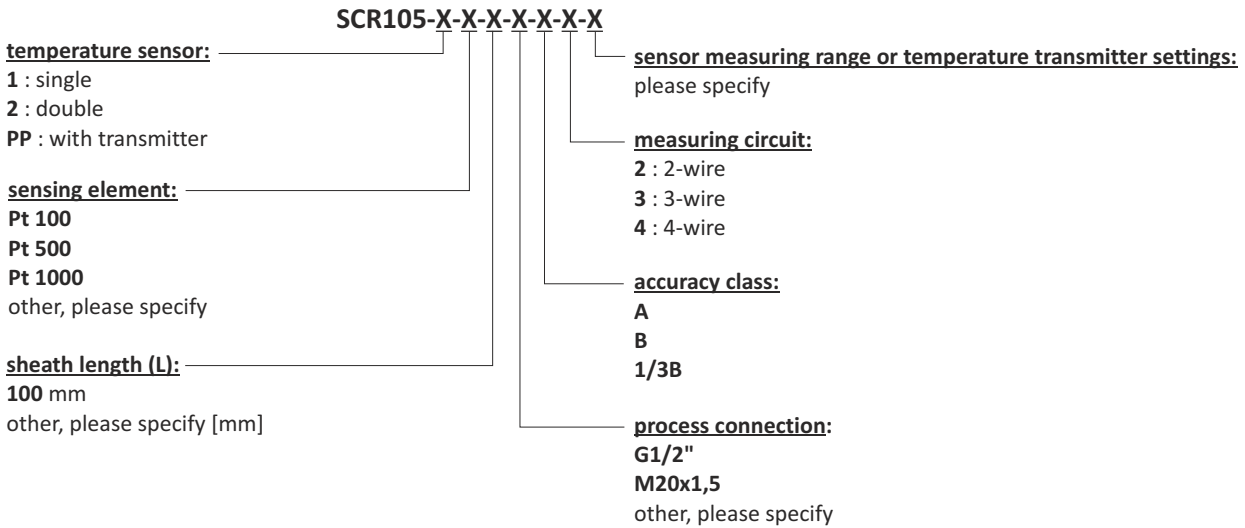 SCR105-X-X-X-X-X-X-X
temperature sensor:
1 : single
2 : double
PP : with transmitter
sensing element:
Pt 100
Pt 500
Pt 1000
other, please specify
sheath length (L):
100 mm
other, please specify [mm]
sensor measuring range or temperature transmitter settings:
please specify
measuring circuit:
2 : 2-wire
3 : 3-wire
4 : 4-wire
accuracy class:
A
B
1/3B
process connection:
G1/2"
M20x1,5
other, please specify